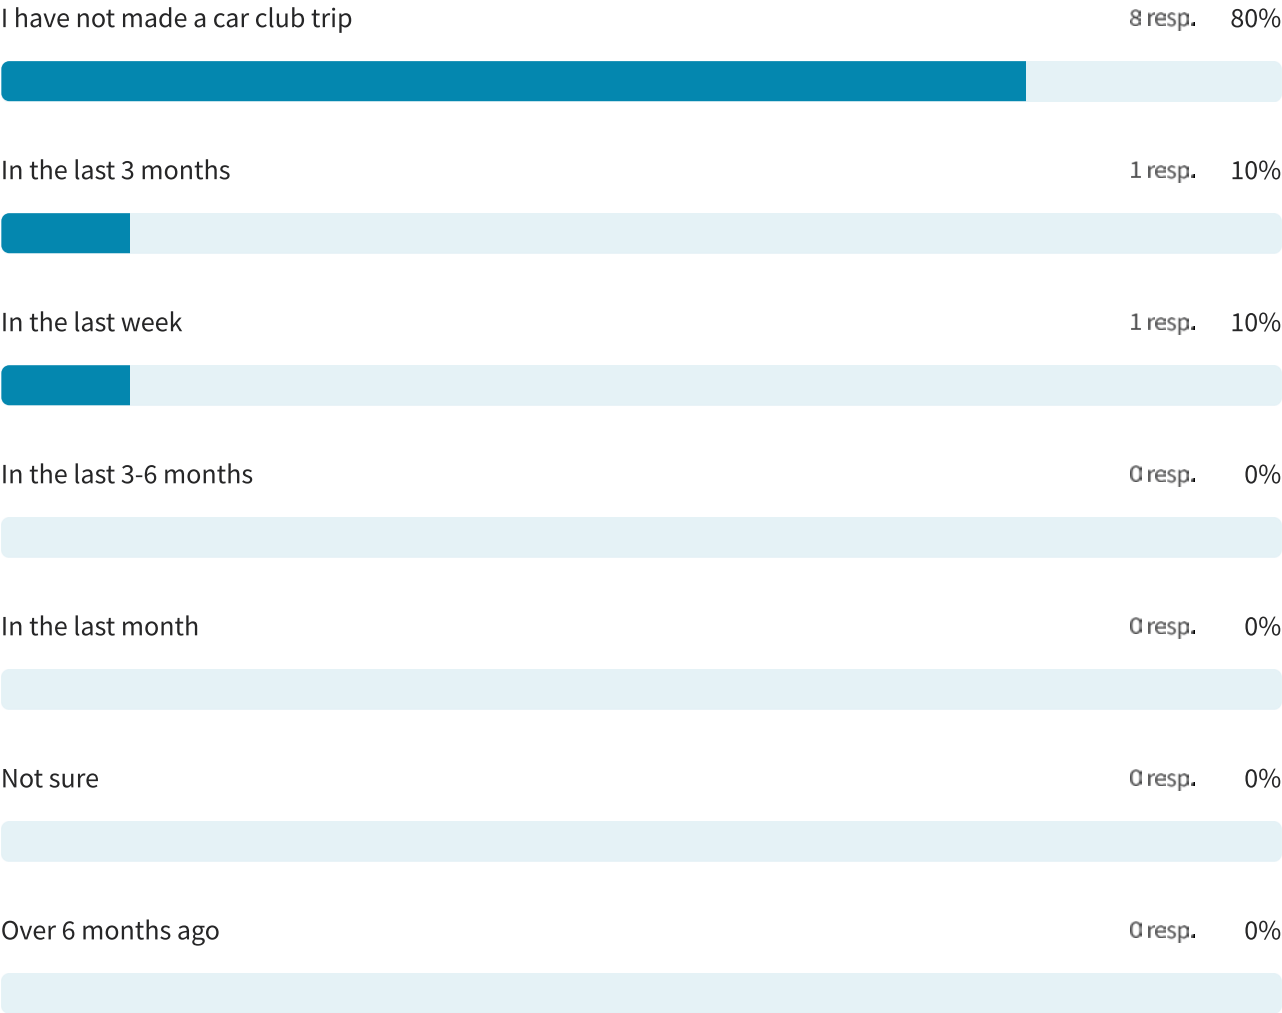 I have not made a car club trip 8 resp. 80%
In the last 3 months 1 resp. 10%
In the last week 1 resp. 10%
In the last 3-6 months 0 resp. 0%
In the last month 0 resp. 0%
Not sure 0 resp. 0%
Over 6 months ago 0 resp. 0%